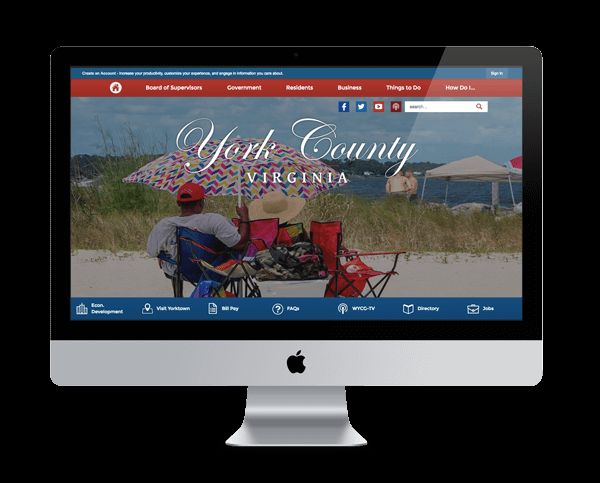 Create an Account - Increase your productivity, customize your experience, and engage in information you care about. Sign In
Board of Supervisors Government Residents Business Things to Do How Do I...
search...
York County
VIRGINIA
Econ.
Development
Visit Yorktown
Bill Pay
FAQs
WYCG-TV
Directory
Jobs